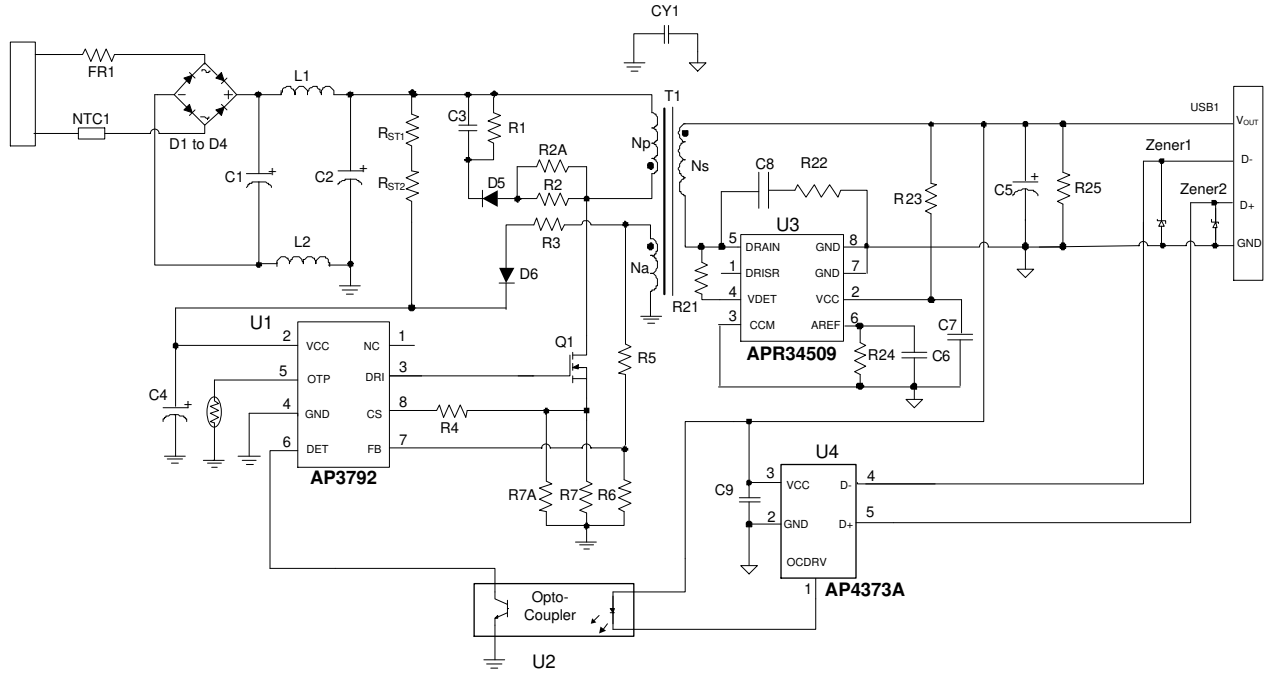 CY1
FR1
NTC1
D1 to D4
~
~
−
+
L1
L2
C1
+
C2
+
RST1
RST2
C3
R1
R2A
R2
D5
R3
D6
T1
Np
Ns
Na
C8
R22
U3
5
DRAIN
GND
8
1
DRISR
GND
7
4
VDET
VCC
2
3
CCM
AREF
6
APR34509
R21
R23
R24
C6
C7
C5
+
R25
USB1
VOUT
D-
D+
GND
Zener1
Zener2
U1
2
VCC
NC
1
5
OTP
DRI
3
4
GND
CS
8
6
DET
FB
7
AP3792
C4
+
Q1
R4
R5
R7A
R7
R6
U4
3
VCC
D-
4
2
GND
D+
5
OCDRV
1
AP4373A
C9
Opto-
Coupler
U2